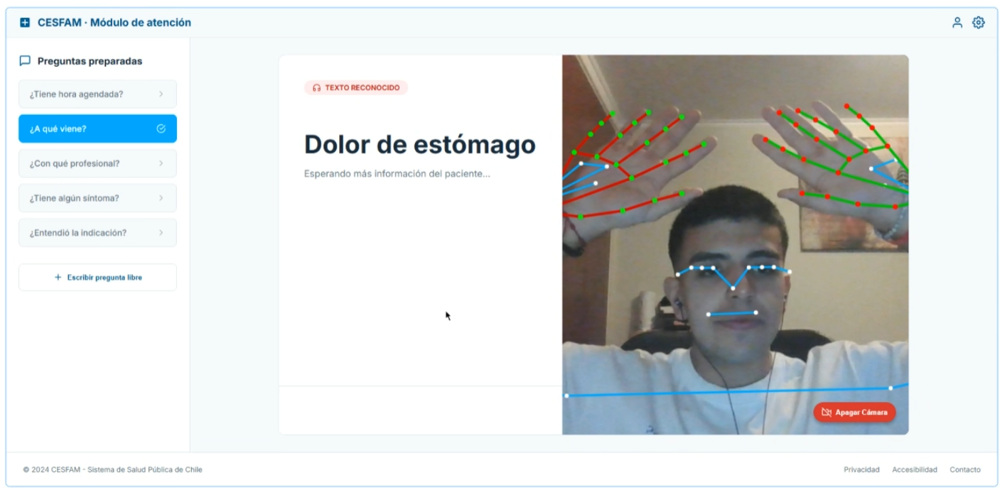 CESFAM · Módulo de atención
Preguntas preparadas
¿Tiene hora agendada?
¿A qué viene?
¿Con qué profesional?
¿Tiene algún síntoma?
¿Entendió la indicación?
+ Escribir pregunta libre
TEXTO RECONOCIDO
Dolor de estómago
Esperando más información del paciente...
Apagar Cámara
© 2024 CESFAM - Sistema de Salud Pública de Chile
Privacidad Accesibilidad Contacto